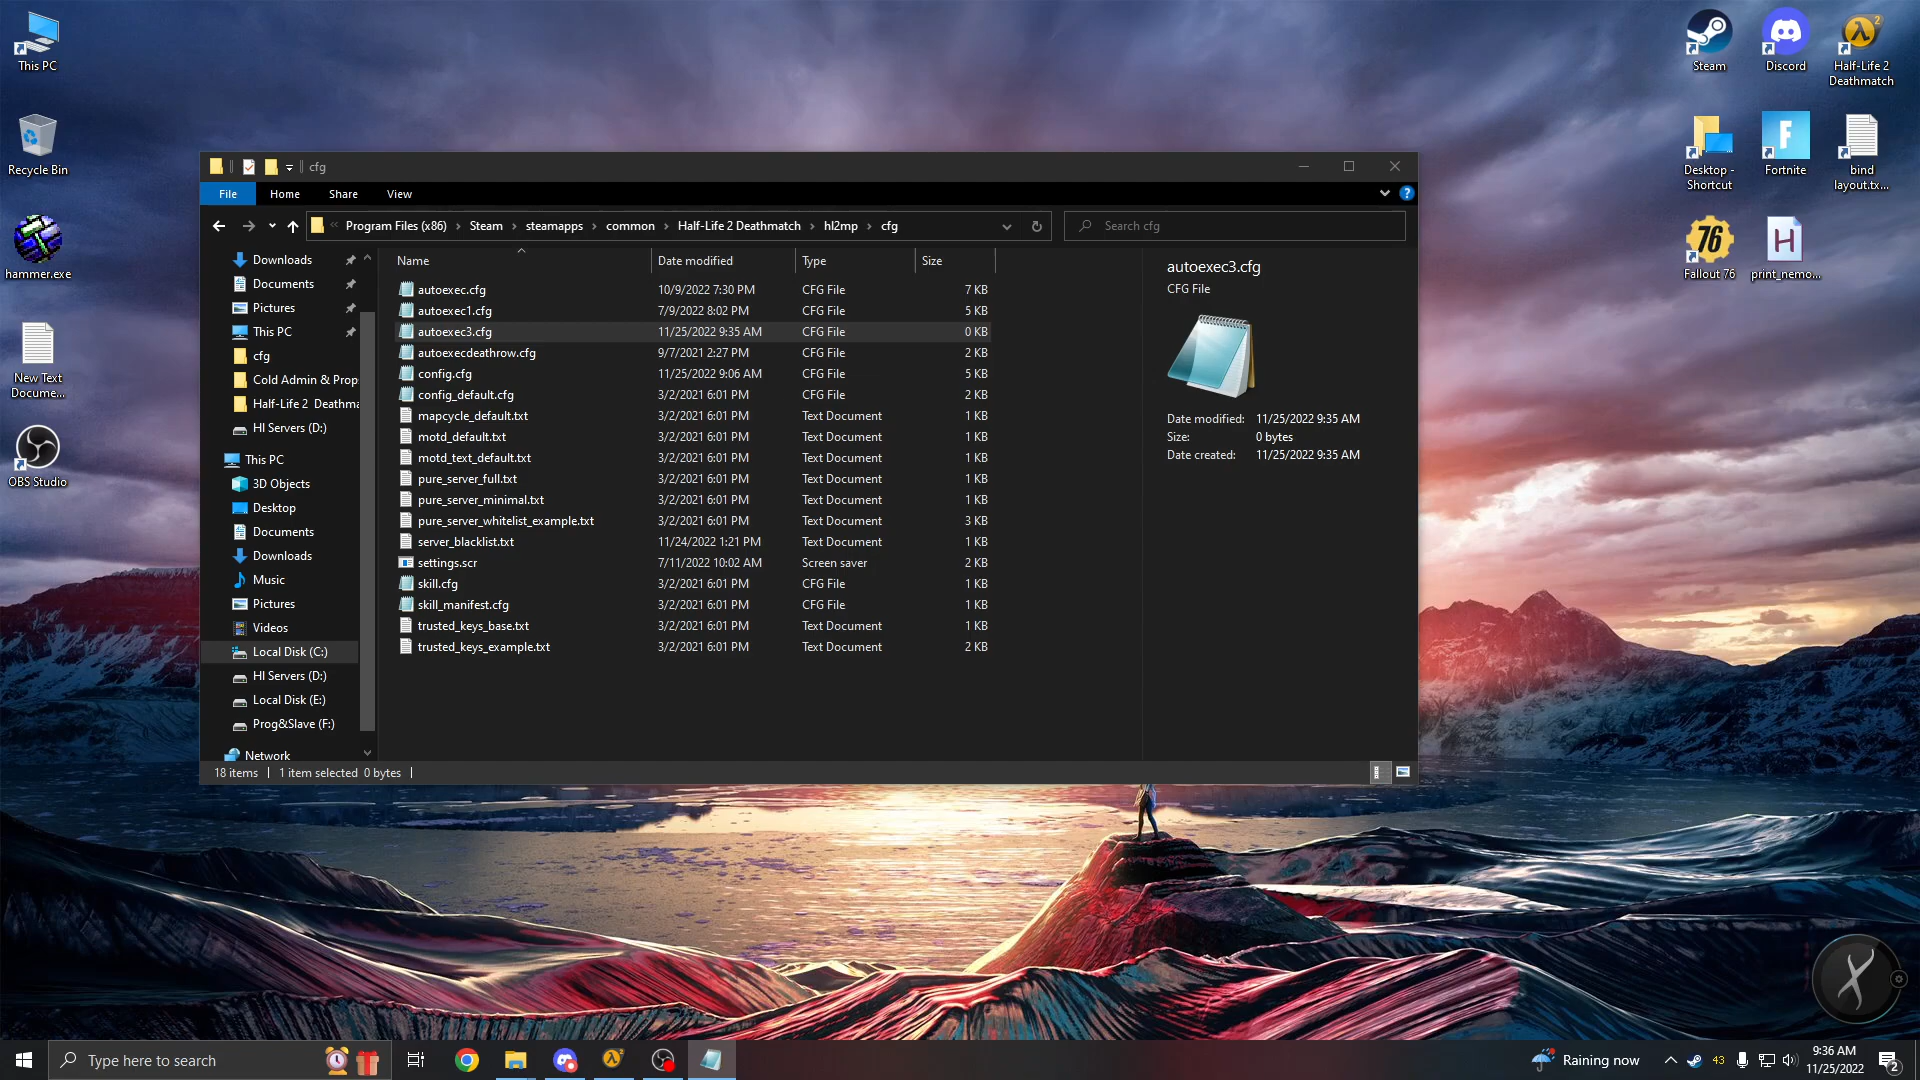 This PC
Recycle Bin
hammer.exe
New Text
Docume...
OBS Studio
Steam
Discord
Half-Life 2
Deathmatch
Desktop -
Shortcut
Fortnite
bind
layout.tx...
Fallout 76
print_nemo...
cfg
File
Home
Share
View
Program Files (x86) › Steam › steamapps › common › Half-Life 2 Deathmatch › hl2mp › cfg
Search cfg
Downloads
Documents
Pictures
This PC
cfg
Cold Admin & Prop
Half-Life 2 Deathma
HI Servers (D:)
This PC
3D Objects
Desktop
Documents
Downloads
Music
Pictures
Videos
Local Disk (C:)
HI Servers (D:)
Local Disk (E:)
Prog&Slave (F:)
Network
Name Date modified Type Size
autoexec.cfg 10/9/2022 7:30 PM CFG File 7 KB
autoexec1.cfg 7/9/2022 8:02 PM CFG File 5 KB
autoexec3.cfg 11/25/2022 9:35 AM CFG File 0 KB
autoexecdeathrow.cfg 9/7/2021 2:27 PM CFG File 2 KB
config.cfg 11/25/2022 9:06 AM CFG File 5 KB
config_default.cfg 3/2/2021 6:01 PM CFG File 2 KB
mapcycle_default.txt 3/2/2021 6:01 PM Text Document 1 KB
motd_default.txt 3/2/2021 6:01 PM Text Document 1 KB
motd_text_default.txt 3/2/2021 6:01 PM Text Document 1 KB
pure_server_full.txt 3/2/2021 6:01 PM Text Document 1 KB
pure_server_minimal.txt 3/2/2021 6:01 PM Text Document 1 KB
pure_server_whitelist_example.txt 3/2/2021 6:01 PM Text Document 3 KB
server_blacklist.txt 11/24/2022 1:21 PM Text Document 1 KB
settings.scr 7/11/2022 10:02 AM Screen saver 2 KB
skill.cfg 3/2/2021 6:01 PM CFG File 1 KB
skill_manifest.cfg 3/2/2021 6:01 PM CFG File 1 KB
trusted_keys_base.txt 3/2/2021 6:01 PM Text Document 1 KB
trusted_keys_example.txt 3/2/2021 6:01 PM Text Document 2 KB
autoexec3.cfg
CFG File
Date modified: 11/25/2022 9:35 AM
Size: 0 bytes
Date created: 11/25/2022 9:35 AM
18 items
1 item selected 0 bytes
Type here to search
Raining now
43
9:36 AM
11/25/2022
2